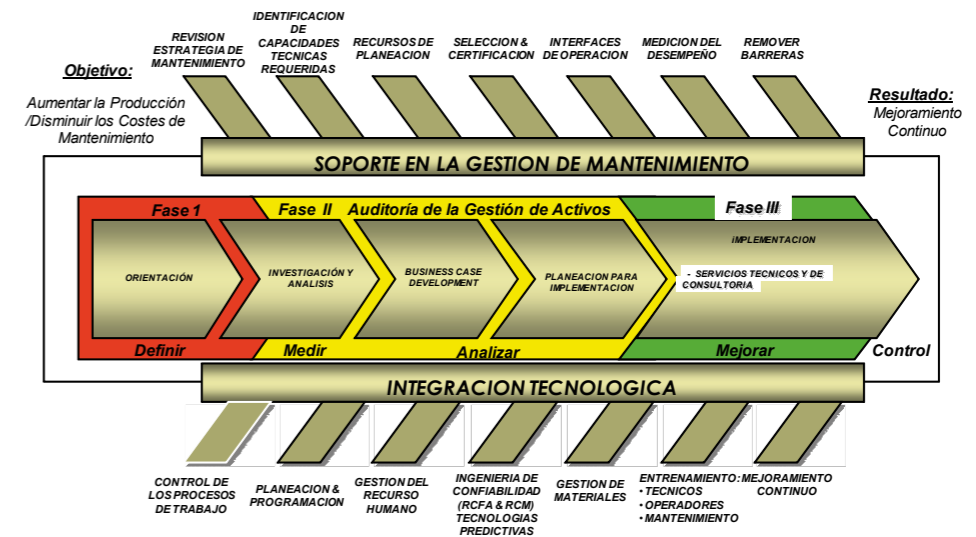 REVISION
ESTRATEGIA DE
MANTENIMIENTO
IDENTIFICACION
DE
CAPACIDADES
TECNICAS
REQUERIDAS
RECURSOS DE
PLANEACION
SELECCION &
CERTIFICACION
INTERFACES
DE OPERACION
MEDICION DEL
DESEMPEÑO
REMOVER
BARRERAS
Objetivo:
Aumentar la Producción
/Disminuir los Costes de
Mantenimiento
Resultado:
Mejoramiento
Continuo
SOPORTE EN LA GESTION DE MANTENIMIENTO
Fase 1
Fase II
Auditoría de la Gestión de Activos
Fase III
ORIENTACIÓN
INVESTIGACIÓN Y
ANALISIS
BUSINESS CASE
DEVELOPMENT
PLANEACION PARA
IMPLEMENTACION
IMPLEMENTACION
- SERVICIOS TECNICOS Y DE
CONSULTORIA
Definir
Medir
Analizar
Mejorar
Control
INTEGRACION TECNOLOGICA
CONTROL DE
LOS PROCESOS
DE TRABAJO
PLANEACION &
PROGRAMACION
GESTION DEL
RECURSO
HUMANO
INGENIERIA DE
CONFIABILIDAD
(RCFA & RCM)
TECNOLOGIAS
PREDICTIVAS
GESTION DE
MATERIALES
ENTRENAMIENTO:
• TECNICOS
• OPERADORES
• MANTENIMIENTO
MEJORAMIENTO
CONTINUO